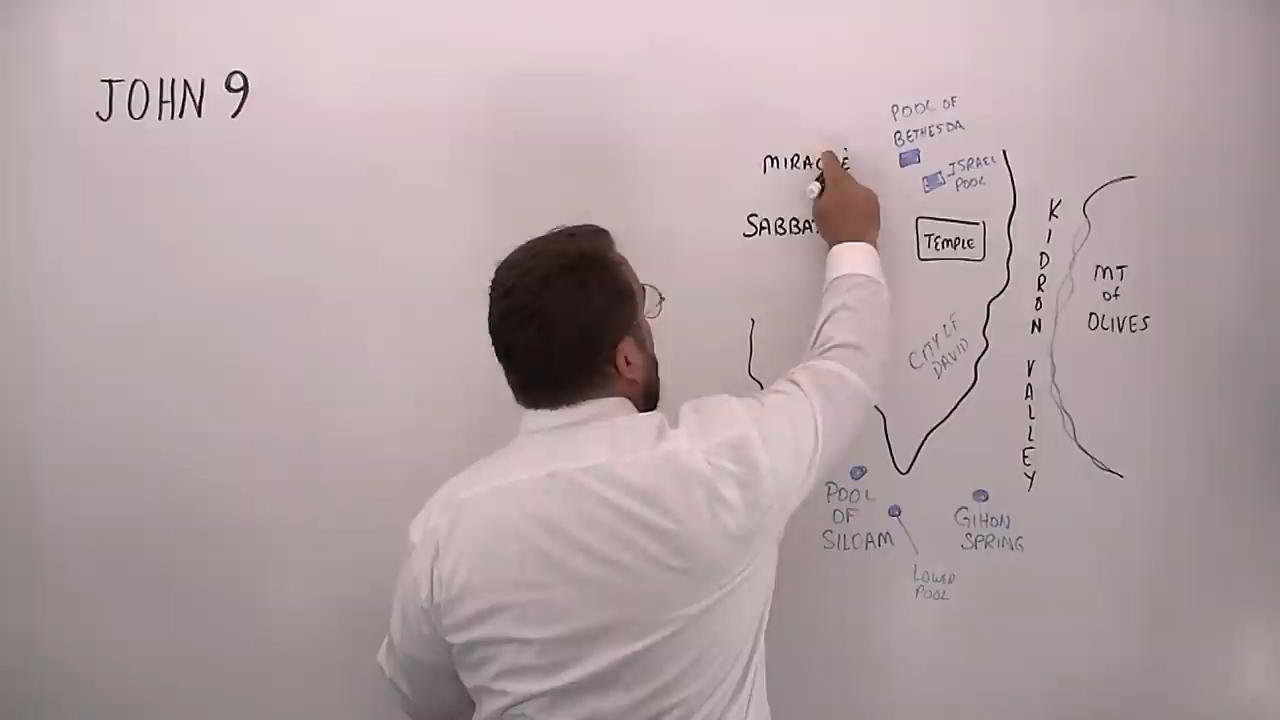 JOHN 9
POOL OF
BETHESDA
MIRACLE
ISRAEL
POOL
TEMPLE
CITY OF
DAVID
KIDRON VALLEY
MT
of
OLIVES
POOL
OF
SILOAM
GIHON
SPRING
LOWER
POOL